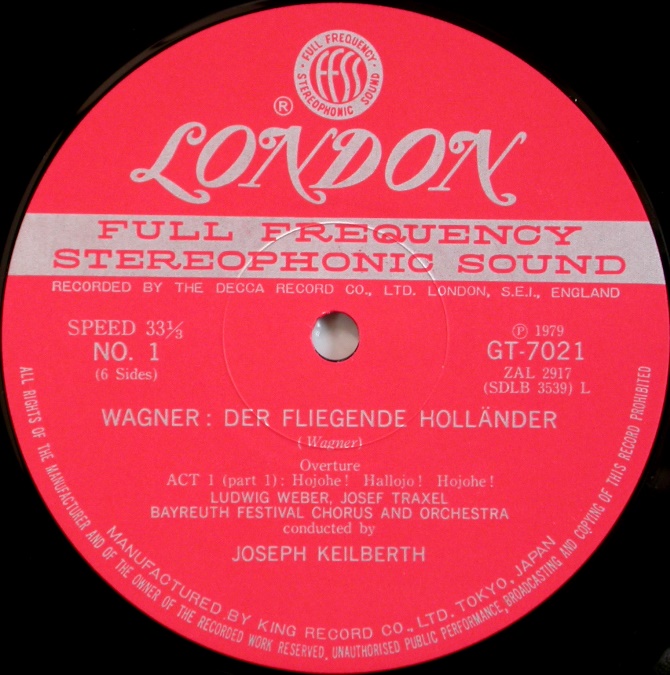 · FULL FREQUENCY ·
FFSS
STEREOPHONIC SOUND
®
LONDON
FULL FREQUENCY
STEREOPHONIC SOUND
RECORDED BY THE DECCA RECORD CO., LTD. LONDON, S.E.I., ENGLAND
SPEED 33⅓
NO. 1
(6 Sides)
Ⓟ 1979
GT-7021
ZAL 2917
(SDLB 3539) L
WAGNER: DER FLIEGENDE HOLLÄNDER
(Wagner)
Overture
ACT 1 (part 1): Hojohe! Hallojo! Hojohe!
LUDWIG WEBER, JOSEF TRAXEL
BAYREUTH FESTIVAL CHORUS AND ORCHESTRA
conducted by
JOSEPH KEILBERTH
MANUFACTURED BY KING RECORD CO., LTD. TOKYO, JAPAN
ALL RIGHTS OF THE MANUFACTURER AND OF THE OWNER OF THE RECORDED WORK RESERVED, UNAUTHORISED PUBLIC PERFORMANCE, BROADCASTING AND COPYING OF THIS RECORD PROHIBITED